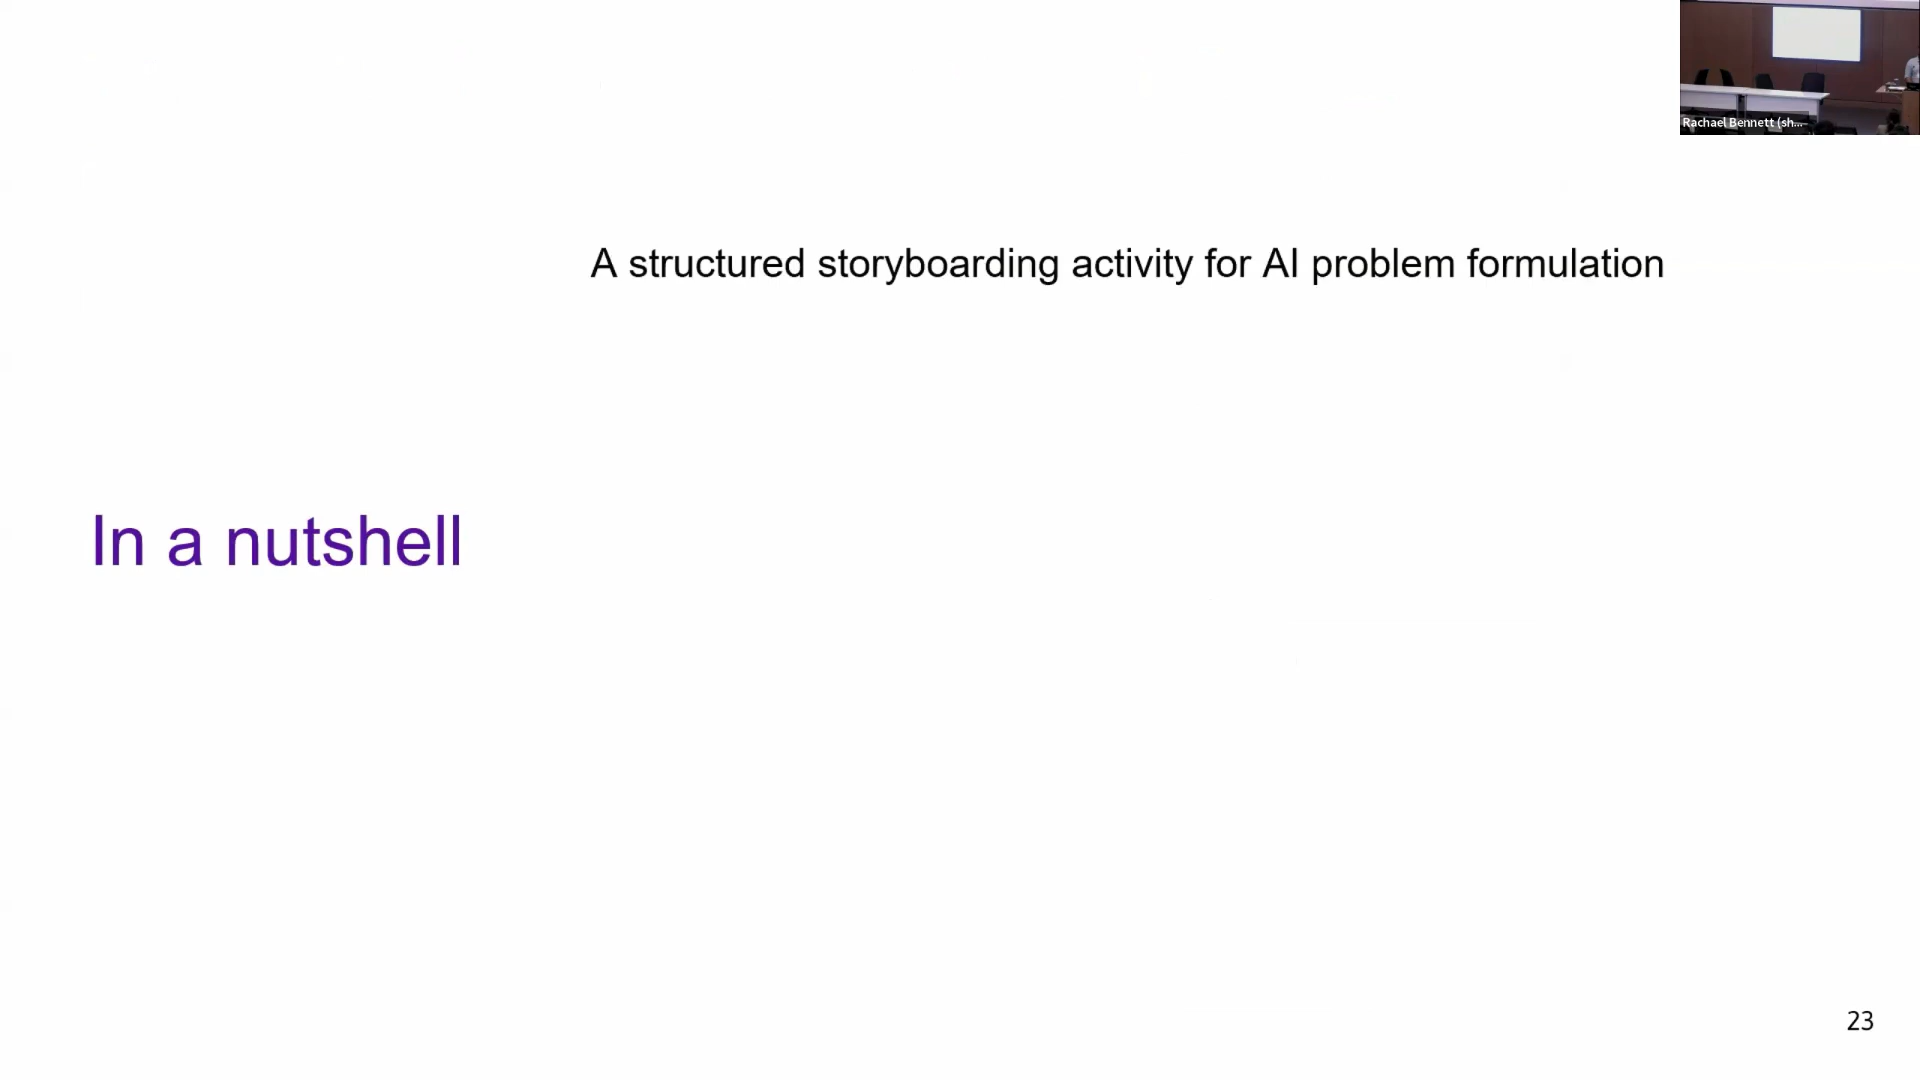 Rachael Bennett (sh...
A structured storyboarding activity for AI problem formulation
In a nutshell
23